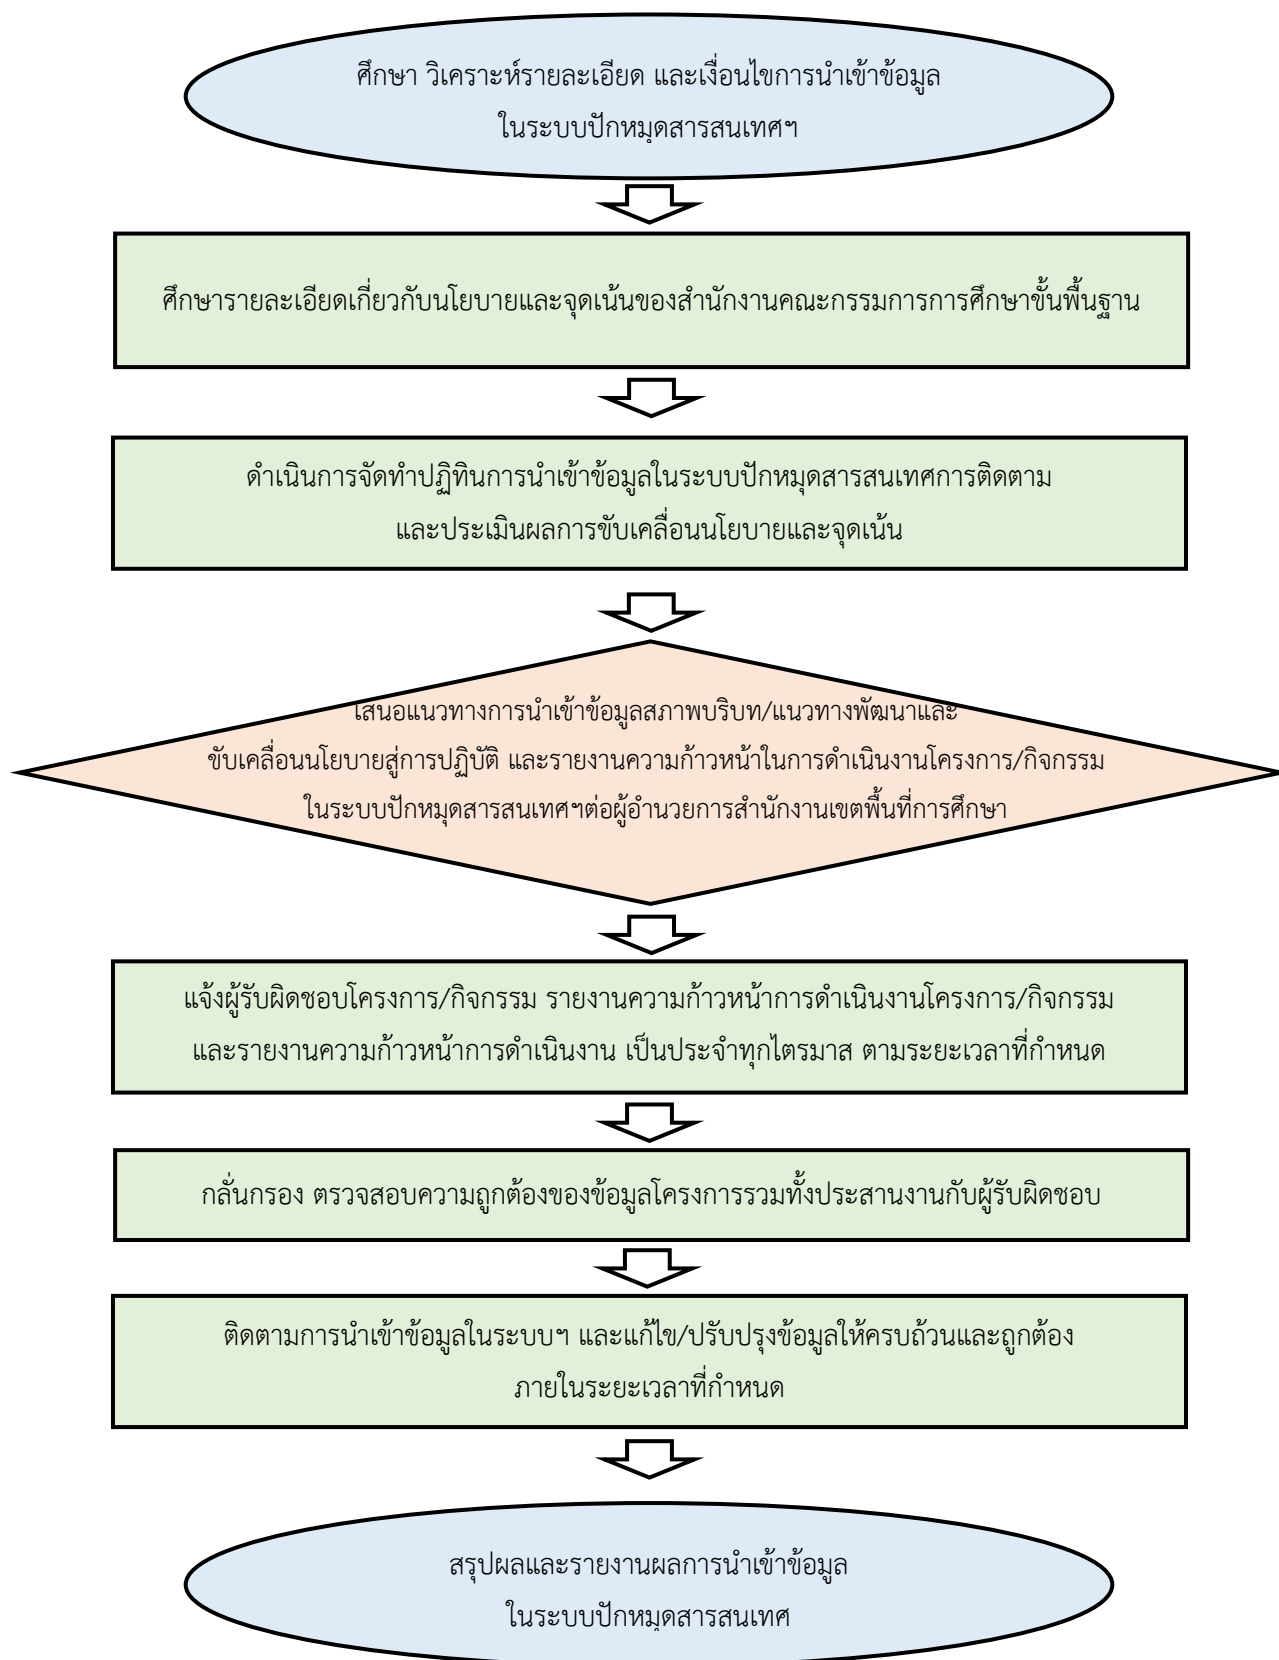 ศึกษา วิเคราะห์รายละเอียด และเงื่อนไขการนำเข้าข้อมูล
ในระบบปักหมุดสารสนเทศฯ
ศึกษารายละเอียดเกี่ยวกับนโยบายและจุดเน้นของสำนักงานคณะกรรมการการศึกษาขั้นพื้นฐาน
ดำเนินการจัดทำปฏิทินการนำเข้าข้อมูลในระบบปักหมุดสารสนเทศการติดตาม
และประเมินผลการขับเคลื่อนนโยบายและจุดเน้น
เสนอแนวทางการนำเข้าข้อมูลสภาพบริบท/แนวทางพัฒนาและ
ขับเคลื่อนนโยบายสู่การปฏิบัติ และรายงานความก้าวหน้าในการดำเนินงานโครงการ/กิจกรรม
ในระบบปักหมุดสารสนเทศฯต่อผู้อำนวยการสำนักงานเขตพื้นที่การศึกษา
แจ้งผู้รับผิดชอบโครงการ/กิจกรรม รายงานความก้าวหน้าการดำเนินงานโครงการ/กิจกรรม
และรายงานความก้าวหน้าการดำเนินงาน เป็นประจำทุกไตรมาส ตามระยะเวลาที่กำหนด
กลั่นกรอง ตรวจสอบความถูกต้องของข้อมูลโครงการรวมทั้งประสานงานกับผู้รับผิดชอบ
ติดตามการนำเข้าข้อมูลในระบบฯ และแก้ไข/ปรับปรุงข้อมูลให้ครบถ้วนและถูกต้อง
ภายในระยะเวลาที่กำหนด
สรุปผลและรายงานผลการนำเข้าข้อมูล
ในระบบปักหมุดสารสนเทศ